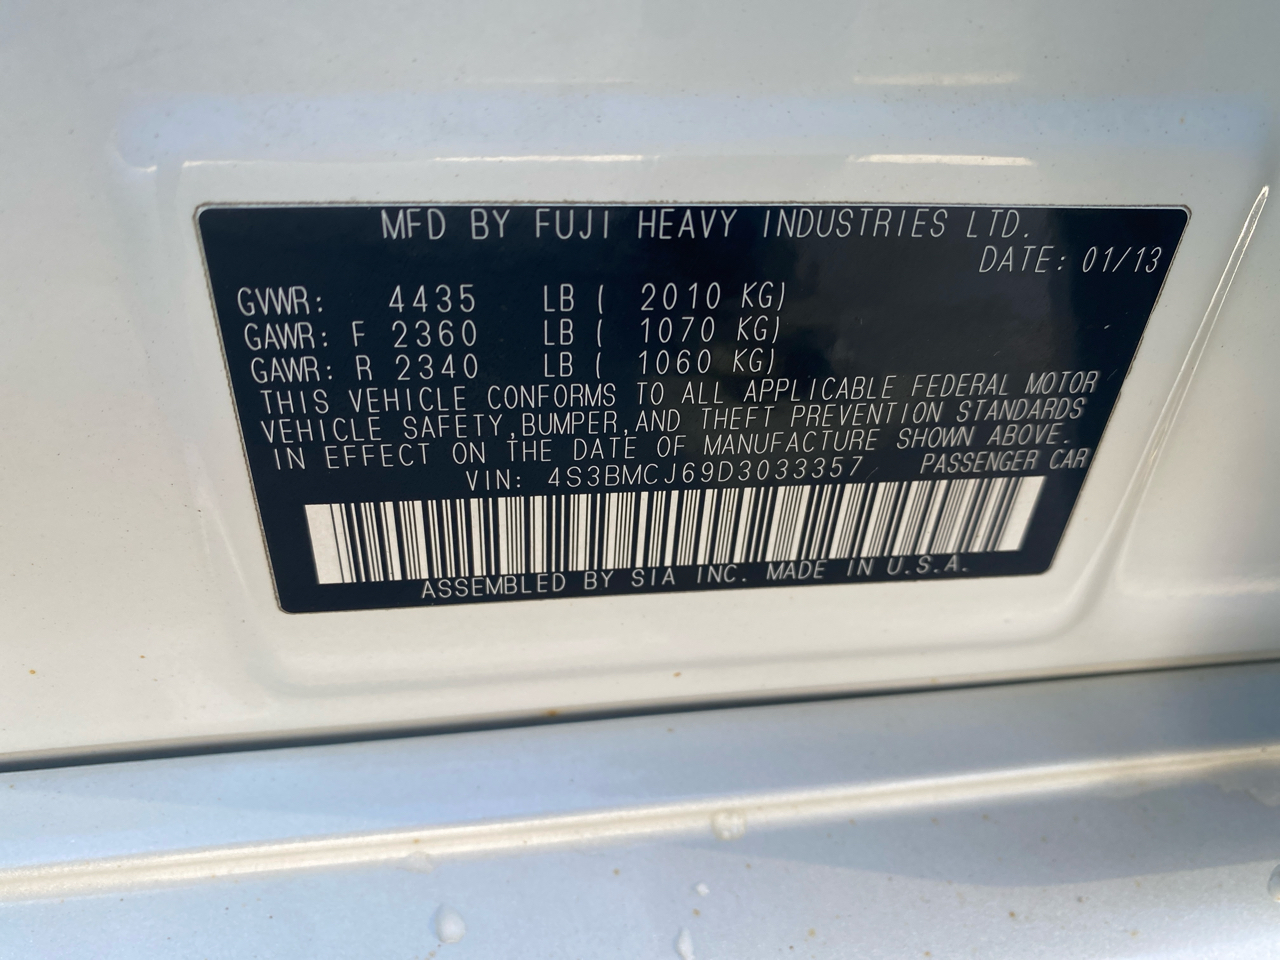 MFD BY FUJI HEAVY INDUSTRIES LTD.
DATE: 01/13
GVWR: 4435 LB ( 2010 KG)
GAWR: F 2360 LB ( 1070 KG)
GAWR: R 2340 LB ( 1060 KG)
THIS VEHICLE CONFORMS TO ALL APPLICABLE FEDERAL MOTOR
VEHICLE SAFETY, BUMPER, AND THEFT PREVENTION STANDARDS
IN EFFECT ON THE DATE OF MANUFACTURE SHOWN ABOVE.
VIN: 4S3BMCJ69D3033357 PASSENGER CAR
ASSEMBLED BY SIA INC. MADE IN U.S.A.